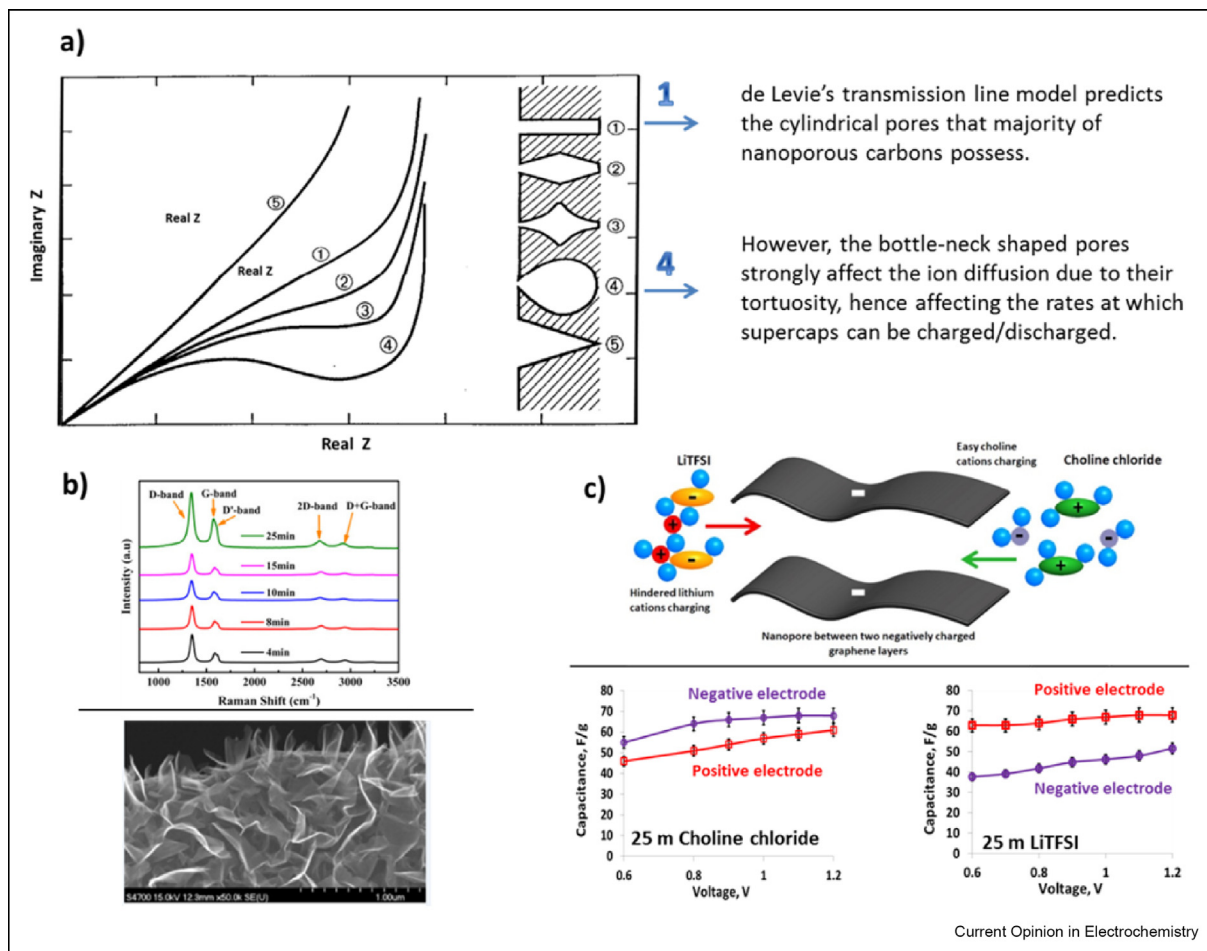 a)
Imaginary Z
Real Z
Real Z
Real Z
⑤
①
②
③
④
①
②
③
④
⑤
1
de Levie's transmission line model predicts
the cylindrical pores that majority of
nanoporous carbons possess.
4
However, the bottle-neck shaped pores
strongly affect the ion diffusion due to their
tortuosity, hence affecting the rates at which
supercaps can be charged/discharged.
b)
D-band
G-band
D'-band
2D-band
D+G-band
25min
15min
10min
8min
4min
Intensity (a.u)
1000 1500 2000 2500 3000 3500
Raman Shift (cm-1)
S4700 15.0kV 12.3mm x50.0k SE(U)
1.00um
c)
LiTFSI
Easy choline
cations charging
Choline chloride
- + + -
+ - + -
Hindered lithium
cations charging
Nanopore between two negatively charged
graphene layers
Capacitance, F/g
80
70
60
50
40
30
20
10
0
Negative electrode
Positive electrode
25 m Choline chloride
0.6 0.8 1 1.2
Voltage, V
Capacitance, F/g
80
70
60
50
40
30
20
10
0
Positive electrode
Negative electrode
25 m LiTFSI
0.6 0.8 1 1.2
Voltage, V
Current Opinion in Electrochemistry